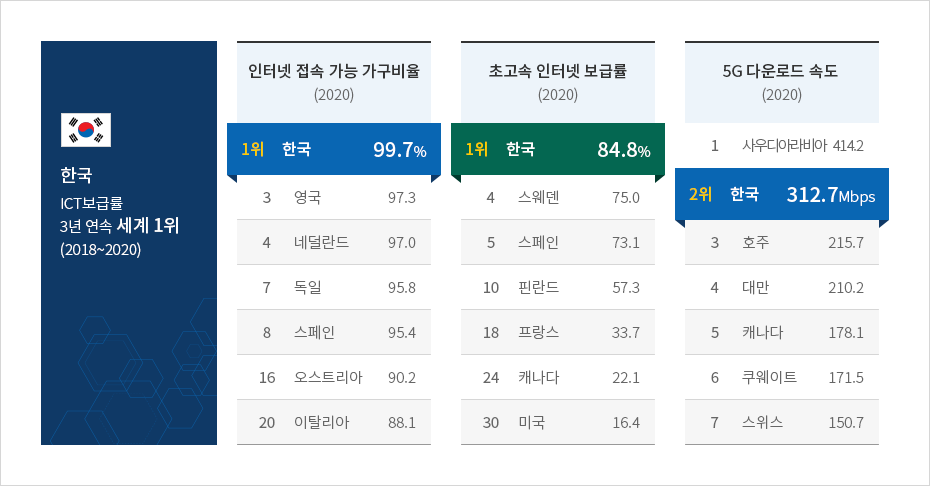 한국
ICT보급률
3년 연속 세계 1위
(2018~2020)
인터넷 접속 가능 가구비율
(2020)
1위 한국 99.7%
3 영국 97.3
4 네덜란드 97.0
7 독일 95.8
8 스페인 95.4
16 오스트리아 90.2
20 이탈리아 88.1
초고속 인터넷 보급률
(2020)
1위 한국 84.8%
4 스웨덴 75.0
5 스페인 73.1
10 핀란드 57.3
18 프랑스 33.7
24 캐나다 22.1
30 미국 16.4
5G 다운로드 속도
(2020)
1 사우디아라비아 414.2
2위 한국 312.7Mbps
3 호주 215.7
4 대만 210.2
5 캐나다 178.1
6 쿠웨이트 171.5
7 스위스 150.7